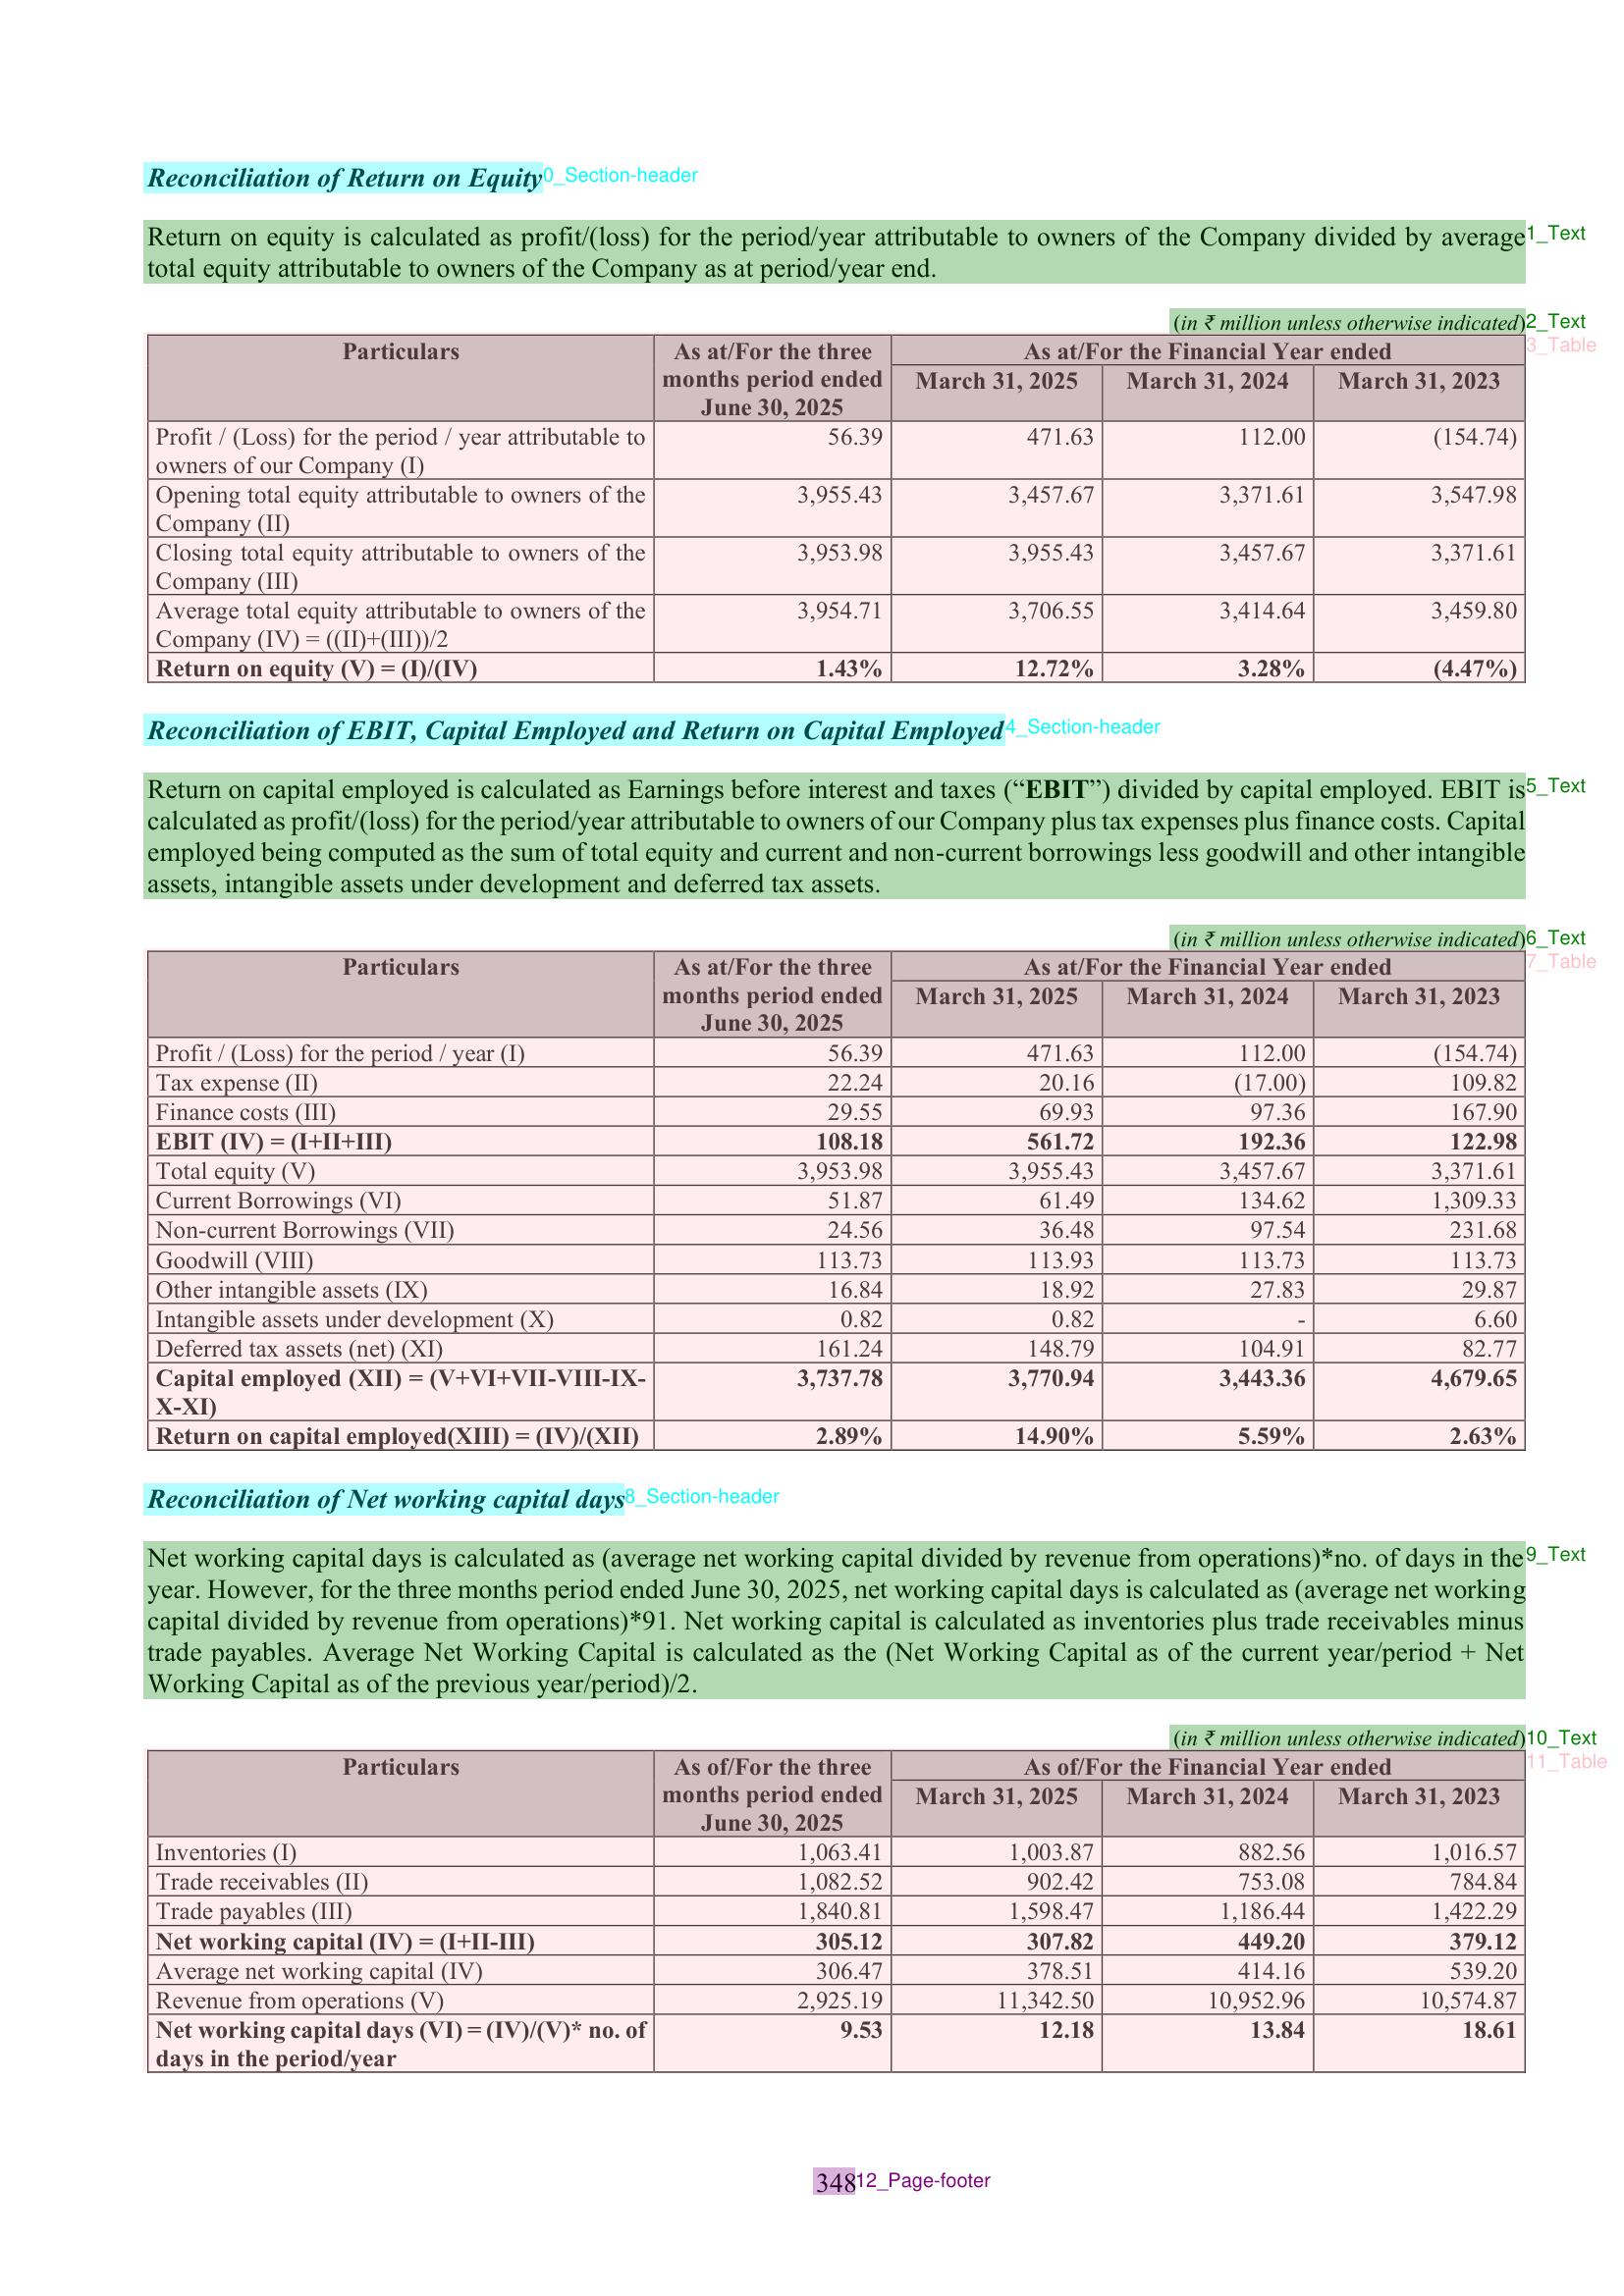 Reconciliation of Return on Equity 0_Section-header
Return on equity is calculated as profit/(loss) for the period/year attributable to owners of the Company divided by average 1_Text
total equity attributable to owners of the Company as at period/year end.
(in ₹ million unless otherwise indicated) 2_Text
3_Table
Particulars As at/For the three months period ended June 30, 2025 As at/For the Financial Year ended
March 31, 2025 March 31, 2024 March 31, 2023
Profit / (Loss) for the period / year attributable to owners of our Company (I) 56.39 471.63 112.00 (154.74)
Opening total equity attributable to owners of the Company (II) 3,955.43 3,457.67 3,371.61 3,547.98
Closing total equity attributable to owners of the Company (III) 3,953.98 3,955.43 3,457.67 3,371.61
Average total equity attributable to owners of the Company (IV) = ((II)+(III))/2 3,954.71 3,706.55 3,414.64 3,459.80
Return on equity (V) = (I)/(IV) 1.43% 12.72% 3.28% (4.47%)
Reconciliation of EBIT, Capital Employed and Return on Capital Employed 4_Section-header
Return on capital employed is calculated as Earnings before interest and taxes (“EBIT”) divided by capital employed. EBIT is 5_Text
calculated as profit/(loss) for the period/year attributable to owners of our Company plus tax expenses plus finance costs. Capital
employed being computed as the sum of total equity and current and non-current borrowings less goodwill and other intangible
assets, intangible assets under development and deferred tax assets.
(in ₹ million unless otherwise indicated) 6_Text
7_Table
Particulars As at/For the three months period ended June 30, 2025 As at/For the Financial Year ended
March 31, 2025 March 31, 2024 March 31, 2023
Profit / (Loss) for the period / year (I) 56.39 471.63 112.00 (154.74)
Tax expense (II) 22.24 20.16 (17.00) 109.82
Finance costs (III) 29.55 69.93 97.36 167.90
EBIT (IV) = (I+II+III) 108.18 561.72 192.36 122.98
Total equity (V) 3,953.98 3,955.43 3,457.67 3,371.61
Current Borrowings (VI) 51.87 61.49 134.62 1,309.33
Non-current Borrowings (VII) 24.56 36.48 97.54 231.68
Goodwill (VIII) 113.73 113.93 113.73 113.73
Other intangible assets (IX) 16.84 18.92 27.83 29.87
Intangible assets under development (X) 0.82 0.82 - 6.60
Deferred tax assets (net) (XI) 161.24 148.79 104.91 82.77
Capital employed (XII) = (V+VI+VII-VIII-IX-X-XI) 3,737.78 3,770.94 3,443.36 4,679.65
Return on capital employed(XIII) = (IV)/(XII) 2.89% 14.90% 5.59% 2.63%
Reconciliation of Net working capital days 8_Section-header
Net working capital days is calculated as (average net working capital divided by revenue from operations)*no. of days in the 9_Text
year. However, for the three months period ended June 30, 2025, net working capital days is calculated as (average net working
capital divided by revenue from operations)*91. Net working capital is calculated as inventories plus trade receivables minus
trade payables. Average Net Working Capital is calculated as the (Net Working Capital as of the current year/period + Net
Working Capital as of the previous year/period)/2.
(in ₹ million unless otherwise indicated) 10_Text
11_Table
Particulars As of/For the three months period ended June 30, 2025 As of/For the Financial Year ended
March 31, 2025 March 31, 2024 March 31, 2023
Inventories (I) 1,063.41 1,003.87 882.56 1,016.57
Trade receivables (II) 1,082.52 902.42 753.08 784.84
Trade payables (III) 1,840.81 1,598.47 1,186.44 1,422.29
Net working capital (IV) = (I+II-III) 305.12 307.82 449.20 379.12
Average net working capital (IV) 306.47 378.51 414.16 539.20
Revenue from operations (V) 2,925.19 11,342.50 10,952.96 10,574.87
Net working capital days (VI) = (IV)/(V)* no. of days in the period/year 9.53 12.18 13.84 18.61
348 12_Page-footer